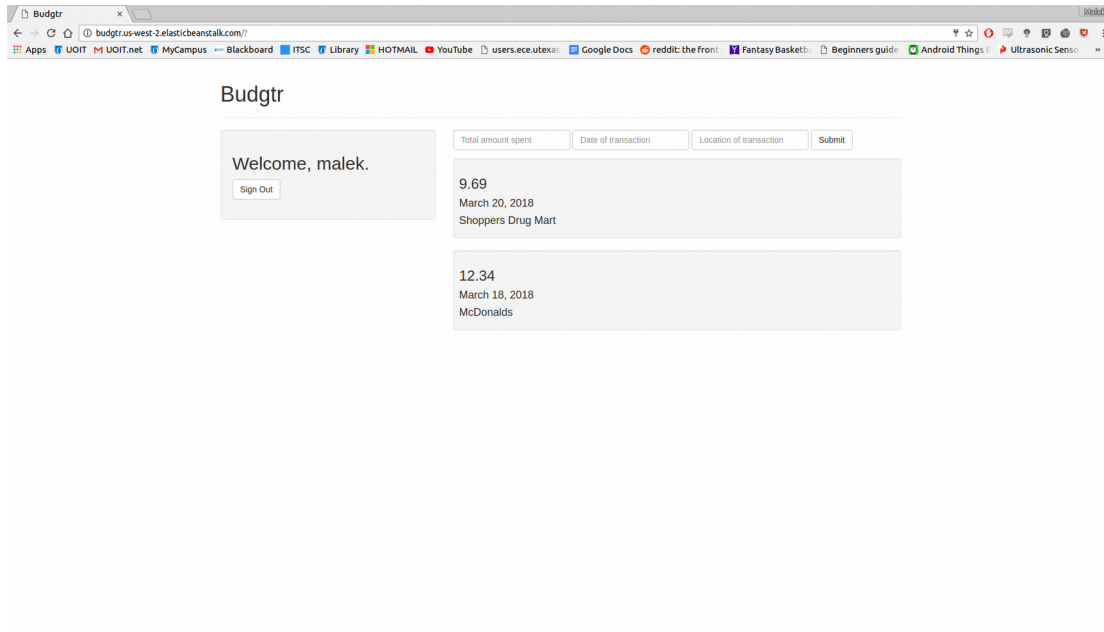 Budgtr
Malek
budgtr.us-west-2.elasticbeanstalk.com/?
Apps UOIT UOIT.net MyCampus Blackboard ITSC Library HOTMAIL YouTube users.ece.utexas Google Docs reddit: the front Fantasy Basketb Beginners guide Android Things Ultrasonic Senso »
Budgtr
Welcome, malek.
Sign Out
Total amount spent Date of transaction Location of transaction Submit
9.69
March 20, 2018
Shoppers Drug Mart
12.34
March 18, 2018
McDonalds